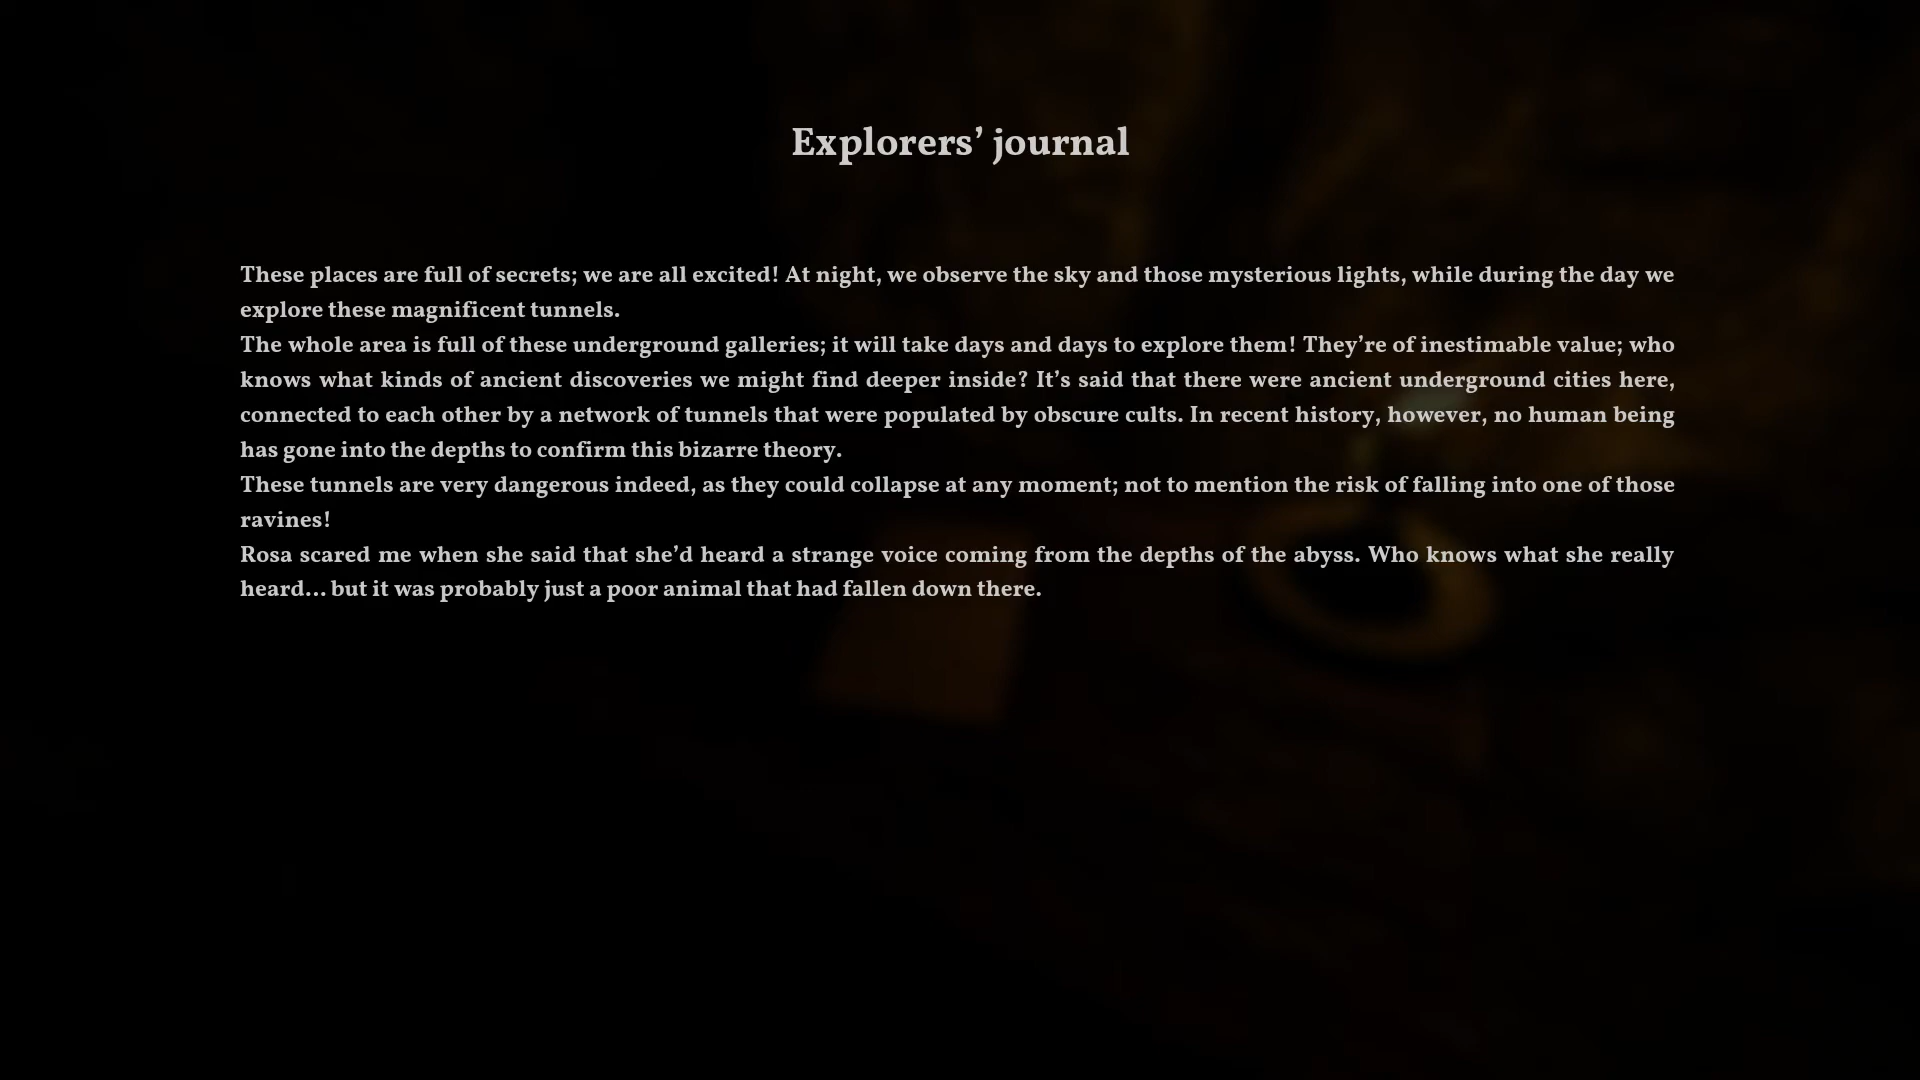 Explorers’ journal
These places are full of secrets; we are all excited! At night, we observe the sky and those mysterious lights, while during the day we
explore these magnificent tunnels.
The whole area is full of these underground galleries; it will take days and days to explore them! They’re of inestimable value; who
knows what kinds of ancient discoveries we might find deeper inside? It’s said that there were ancient underground cities here,
connected to each other by a network of tunnels that were populated by obscure cults. In recent history, however, no human being
has gone into the depths to confirm this bizarre theory.
These tunnels are very dangerous indeed, as they could collapse at any moment; not to mention the risk of falling into one of those
ravines!
Rosa scared me when she said that she’d heard a strange voice coming from the depths of the abyss. Who knows what she really
heard… but it was probably just a poor animal that had fallen down there.